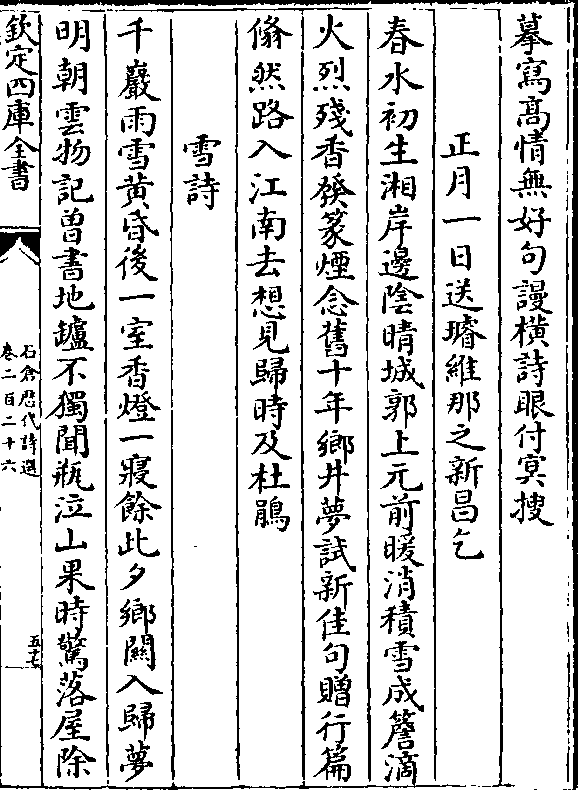 摹寫髙情無好句謾橫詩眼付冥搜
正月一日送璿維那之新昌乞
春水初生湘岸邊隂晴城郭上元前暖消積雪成簷滴
火烈殘香發篆煙念舊十年鄉井夢試新佳句贈行篇
翛然路入江南去想見歸時及杜鵑
雪詩
千巖雨雪黄昏後一室香燈一寢餘此夕鄉關入歸夢
明朝雲物記曽書地鑪不獨聞瓶泣山果時驚落屋除
欽定四庫全書
石倉歴代詩選
卷二百二十六
五七